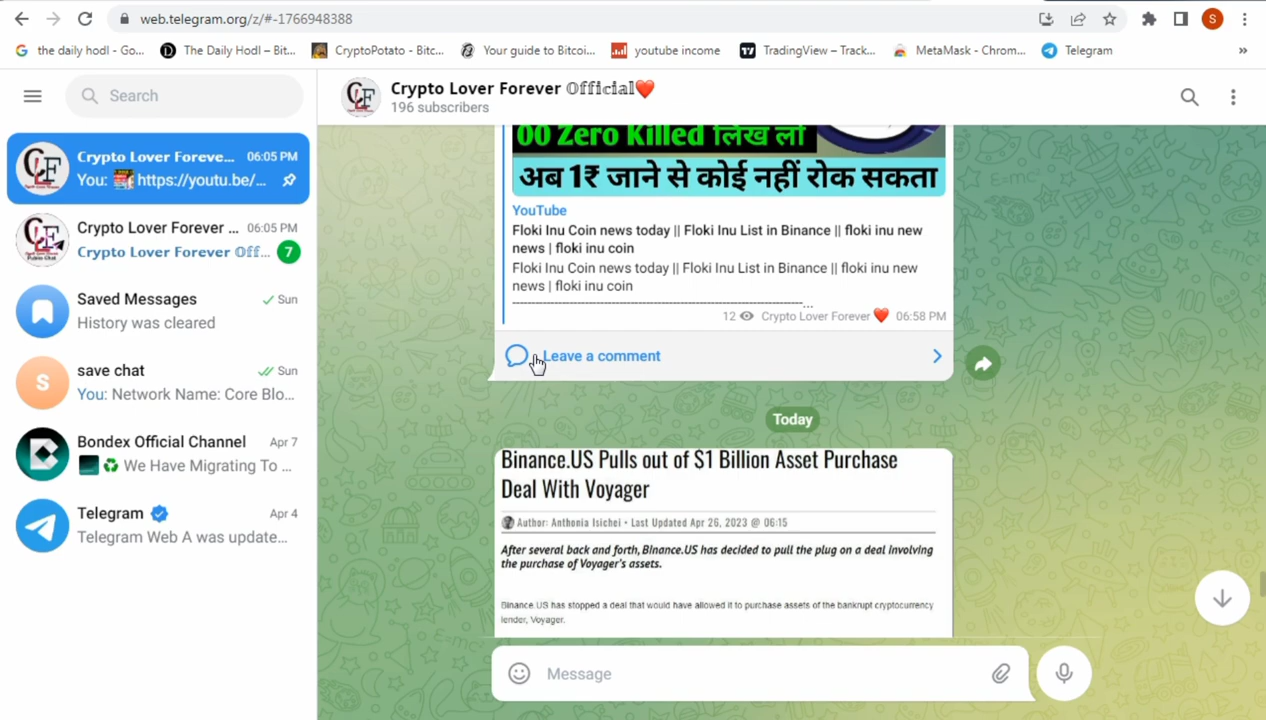 web.telegram.org/z/#-1766948388
S
the daily hodl - Go...
The Daily Hodl – Bit...
CryptoPotato - Bitc...
Your guide to Bitcoi...
youtube income
TradingView – Track...
MetaMask - Chrom...
Telegram
»
Search
Crypto Lover Foreve...
06:05 PM
You: https://youtu.be/...
Crypto Lover Forever ...
06:05 PM
Crypto Lover Forever 𝕆ff...
7
Saved Messages
Sun
History was cleared
S
save chat
Sun
You: Network Name: Core Blo...
Bondex Official Channel
Apr 7
We Have Migrating To ...
Telegram
Apr 4
Telegram Web A was update...
CLF
Crypto Lover Forever 𝕆𝕗𝕗𝕚𝕔𝕚𝕒𝕝❤️
196 subscribers
00 Zero Killed लिख लो
अब 1₹ जाने से कोई नहीं रोक सकता
YouTube
Floki Inu Coin news today || Floki Inu List in Binance || floki inu new
news | floki inu coin
Floki Inu Coin news today || Floki Inu List in Binance || floki inu new
news | floki inu coin
----------------------------------------------------------------------...
12 Crypto Lover Forever ❤️ 06:58 PM
Leave a comment
Today
Binance.US Pulls out of $1 Billion Asset Purchase
Deal With Voyager
Author: Anthonia Isichei • Last Updated Apr 26, 2023 @ 06:15
After several back and forth, Binance.US has decided to pull the plug on a deal involving
the purchase of Voyager's assets.
Binance.US has stopped a deal that would have allowed it to purchase assets of the bankrupt cryptocurrency
lender, Voyager.
Message